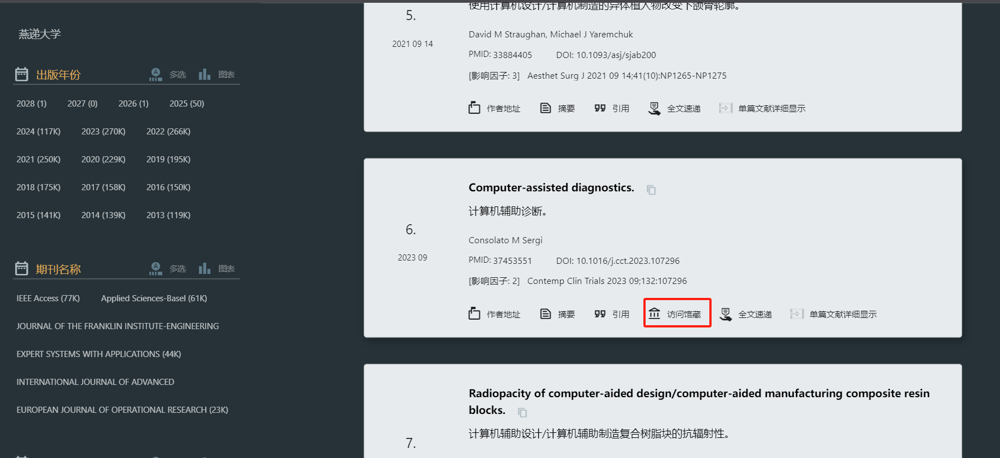 燕递大学
出版年份 多选 图表
2028 (1) 2027 (0) 2026 (1) 2025 (50)
2024 (117K) 2023 (270K) 2022 (266K)
2021 (250K) 2020 (229K) 2019 (195K)
2018 (175K) 2017 (158K) 2016 (150K)
2015 (141K) 2014 (139K) 2013 (119K)
期刊名称 多选 图表
IEEE Access (77K) Applied Sciences-Basel (61K)
JOURNAL OF THE FRANKLIN INSTITUTE-ENGINEERING
EXPERT SYSTEMS WITH APPLICATIONS (44K)
INTERNATIONAL JOURNAL OF ADVANCED
EUROPEAN JOURNAL OF OPERATIONAL RESEARCH (23K)
使用计算机设计/计算机制造的异体植入物改变下颌骨轮廓。
5.
2021 09 14
David M Straughan, Michael J Yaremchuk
PMID: 33884405 DOI: 10.1093/asj/sjab200
[影响因子: 3] Aesthet Surg J 2021 09 14;41(10):NP1265-NP1275
作者地址 摘要 引用 全文速递 单篇文献详细显示
Computer-assisted diagnostics.
计算机辅助诊断。
6.
2023 09
Consolato M Sergi
PMID: 37453551 DOI: 10.1016/j.cct.2023.107296
[影响因子: 2] Contemp Clin Trials 2023 09;132:107296
作者地址 摘要 引用 访问馆藏 全文速递 单篇文献详细显示
Radiopacity of computer-aided design/computer-aided manufacturing composite resin
blocks.
计算机辅助设计/计算机辅助制造复合树脂块的抗辐射性。
7.